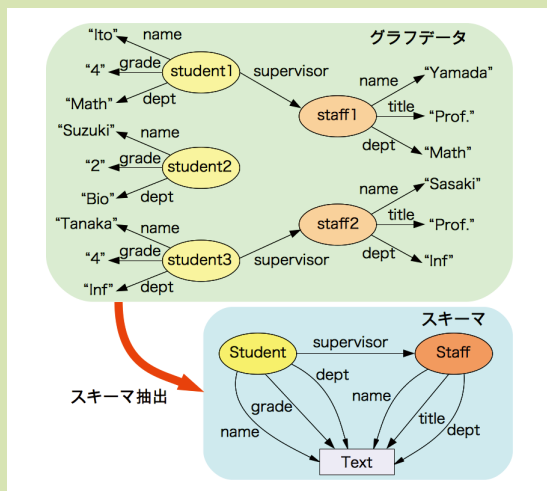 グラフデータ
“Ito”
name
“4”
grade
student1
supervisor
“Math”
dept
name
“Yamada”
staff1
title
“Prof.”
dept
“Math”
“Suzuki”
name
“2”
grade
student2
“Bio”
dept
“Tanaka”
name
“4”
grade
student3
supervisor
“Inf”
dept
name
“Sasaki”
staff2
title
“Prof.”
dept
“Inf”
スキーマ抽出
スキーマ
Student
supervisor
Staff
name
grade
dept
name
title
dept
Text